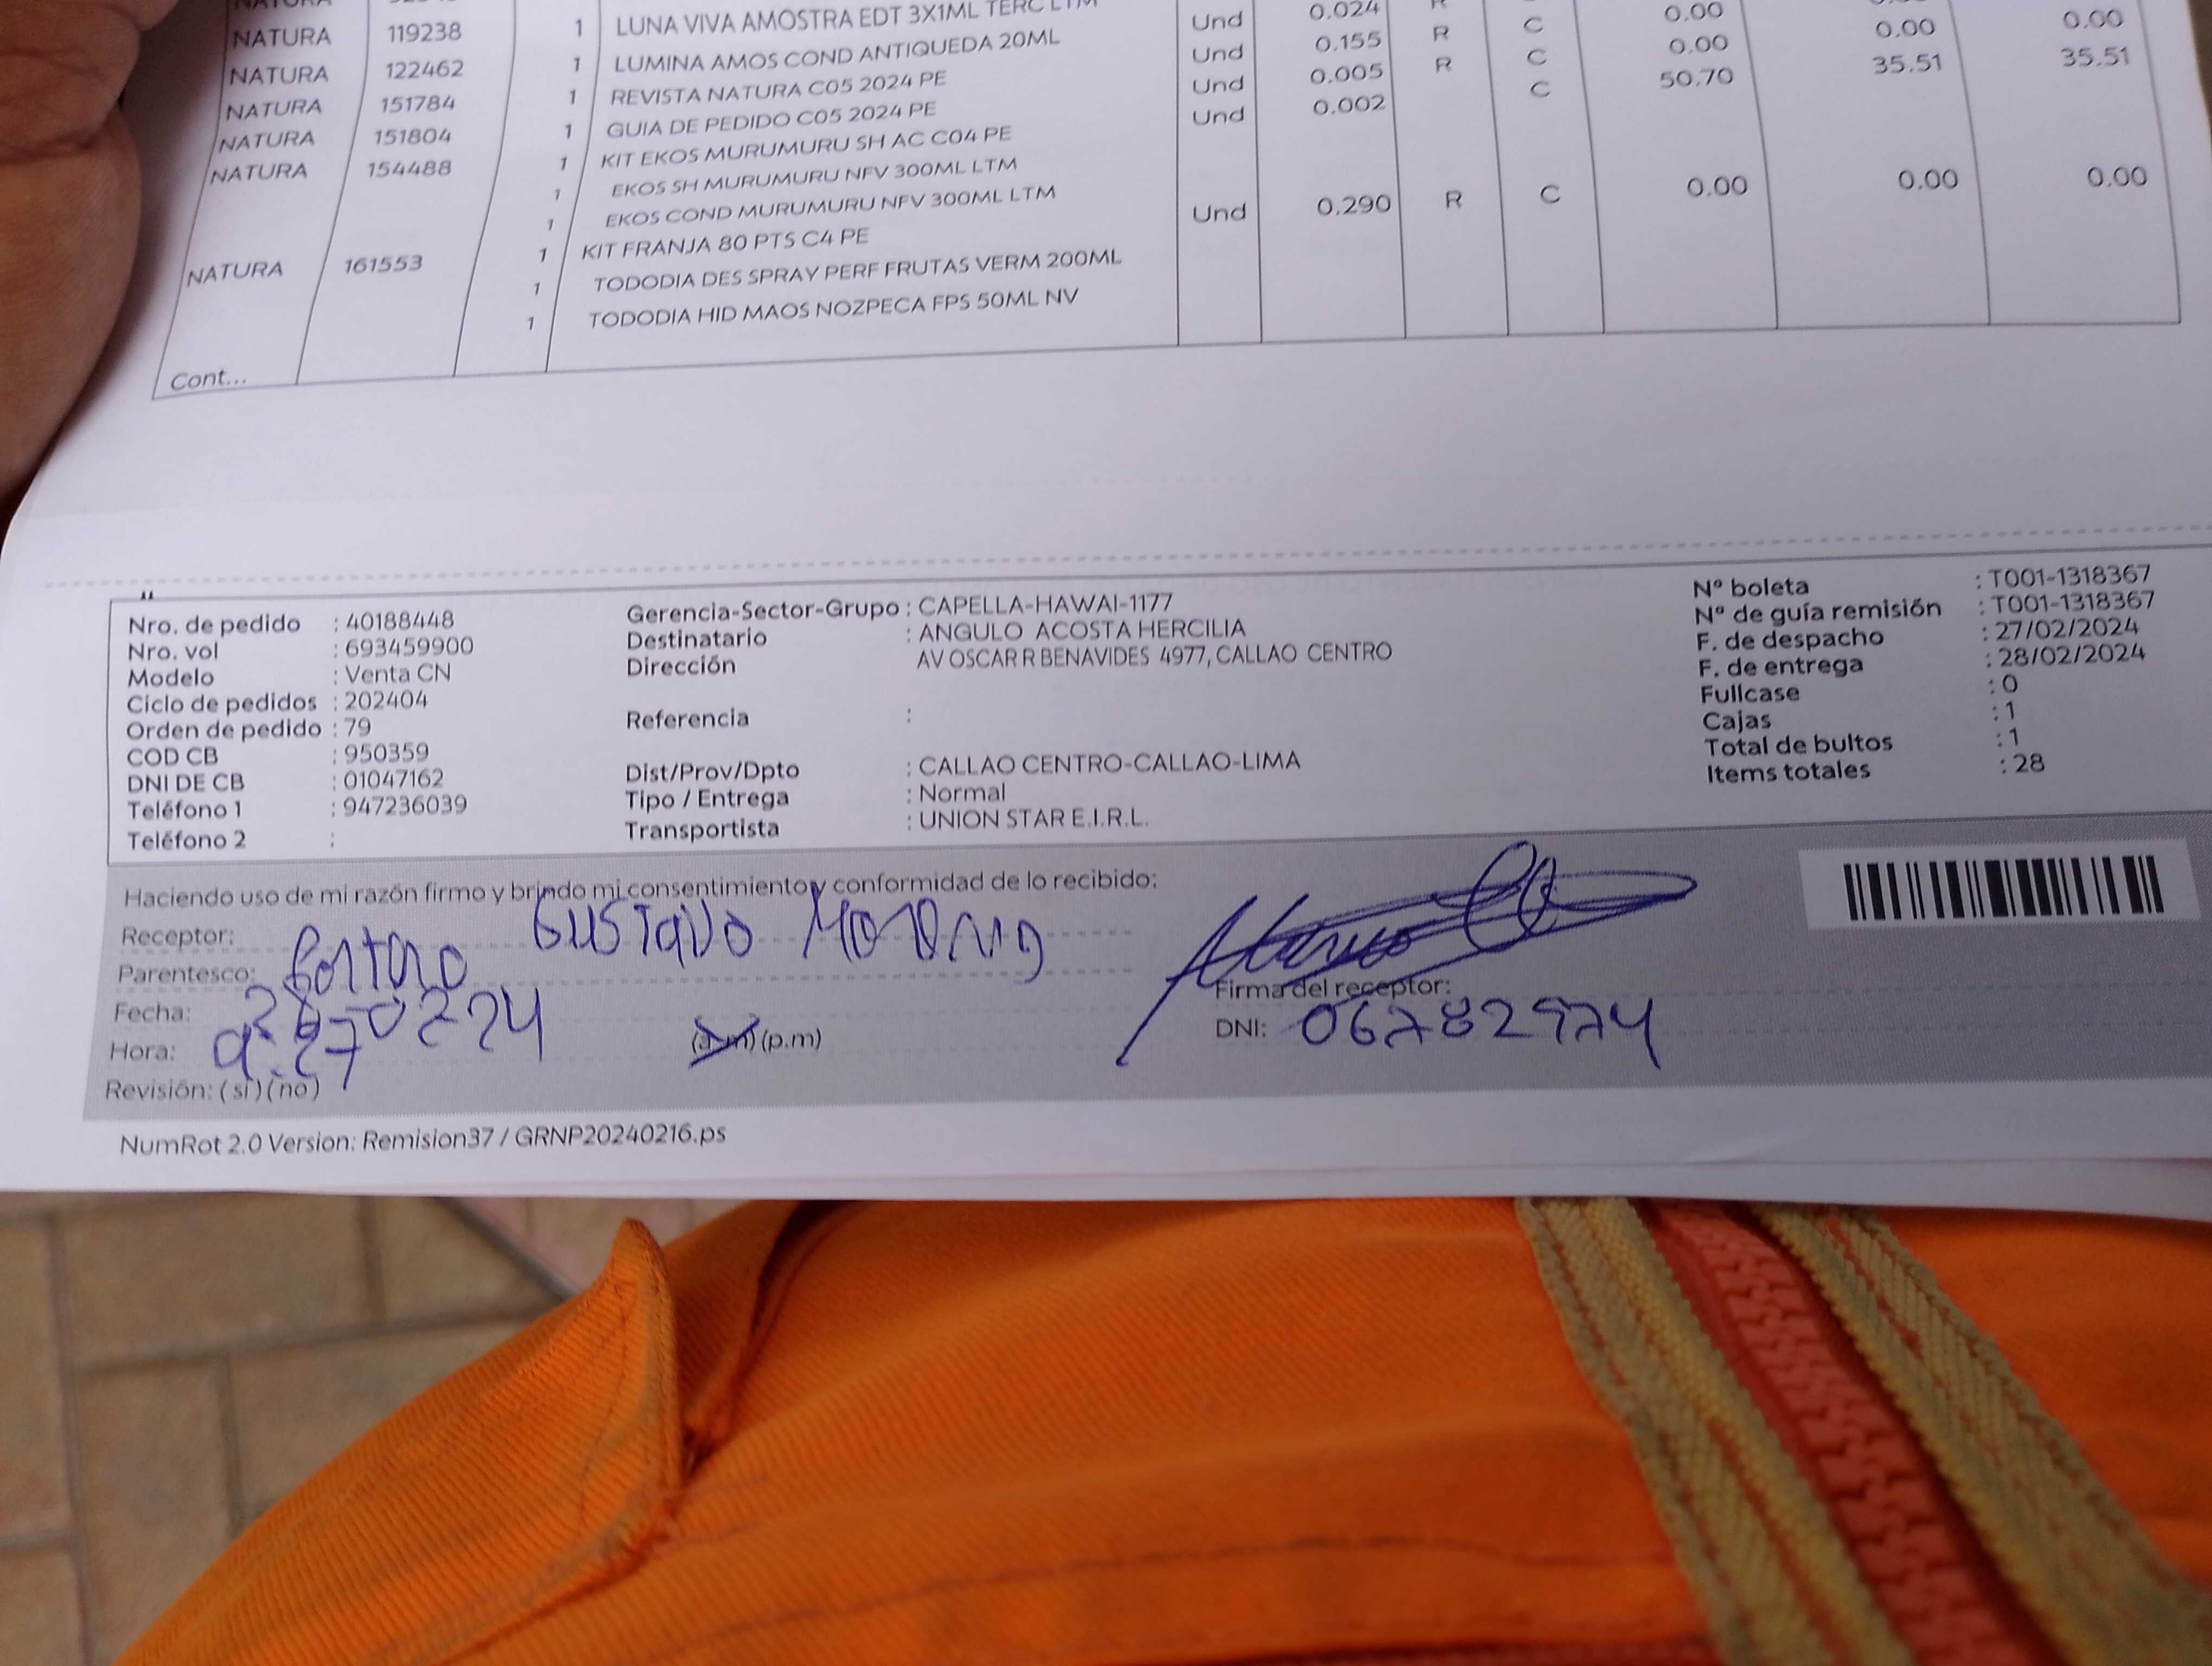 NATURA 119238 1 LUNA VIVA AMOSTRA EDT 3X1ML TERC LTM Und 0.024 R C 0.00 0.00 0.00
NATURA 122462 1 LUMINA AMOS COND ANTIQUEDA 20ML Und 0.155 R C 0.00 35.51 35.51
NATURA 151784 1 REVISTA NATURA C05 2024 PE Und 0.005 R C 50.70
NATURA 151804 1 GUIA DE PEDIDO C05 2024 PE Und 0.002
NATURA 154488 1 KIT EKOS MURUMURU SH AC C04 PE
1 EKOS SH MURUMURU NFV 300ML LTM
1 EKOS COND MURUMURU NFV 300ML LTM
NATURA 161553 1 KIT FRANJA 80 PTS C4 PE Und 0.290 R C 0.00 0.00 0.00
1 TODODIA DES SPRAY PERF FRUTAS VERM 200ML
1 TODODIA HID MAOS NOZPECA FPS 50ML NV
Cont...
Nro. de pedido : 40188448
Nro. vol : 693459900
Modelo : Venta CN
Ciclo de pedidos : 202404
Orden de pedido : 79
COD CB : 950359
DNI DE CB : 01047162
Teléfono 1 : 947236039
Teléfono 2 :
Gerencia-Sector-Grupo : CAPELLA-HAWAI-1177
Destinatario : ANGULO ACOSTA HERCILIA
Dirección AV OSCAR R BENAVIDES 4977, CALLAO CENTRO
Referencia :
Dist/Prov/Dpto : CALLAO CENTRO-CALLAO-LIMA
Tipo / Entrega : Normal
Transportista : UNION STAR E.I.R.L.
Nº boleta : T001-1318367
Nº de guía remisión : T001-1318367
F. de despacho : 27/02/2024
F. de entrega : 28/02/2024
Fullcase : 0
Cajas : 1
Total de bultos : 1
Items totales : 28
Haciendo uso de mi razón firmo y brindo mi consentimiento y conformidad de lo recibido:
Receptor: GUSTAVO
Parentesco:
Fecha:
Hora: 9:27 (a.m) (p.m)
Revisión: (si) (no)
Firma del receptor:
DNI: 06782974
NumRot 2.0 Version: Remision37 / GRNP20240216.ps